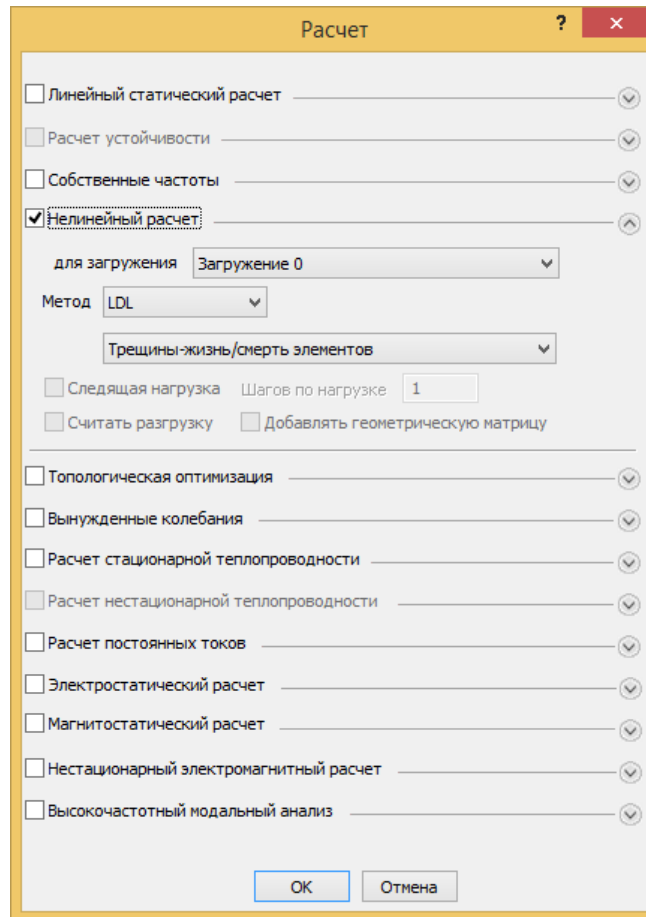 Расчет ?
Линейный статический расчет
Расчет устойчивости
Собственные частоты
Нелинейный расчет
для загружения Загружение 0
Метод LDL
Трещины-жизнь/смерть элементов
Следящая нагрузка Шагов по нагрузке 1
Считать разгрузку Добавлять геометрическую матрицу
Топологическая оптимизация
Вынужденные колебания
Расчет стационарной теплопроводности
Расчет нестационарной теплопроводности
Расчет постоянных токов
Электростатический расчет
Магнитостатический расчет
Нестационарный электромагнитный расчет
Высокочастотный модальный анализ
OK Отмена